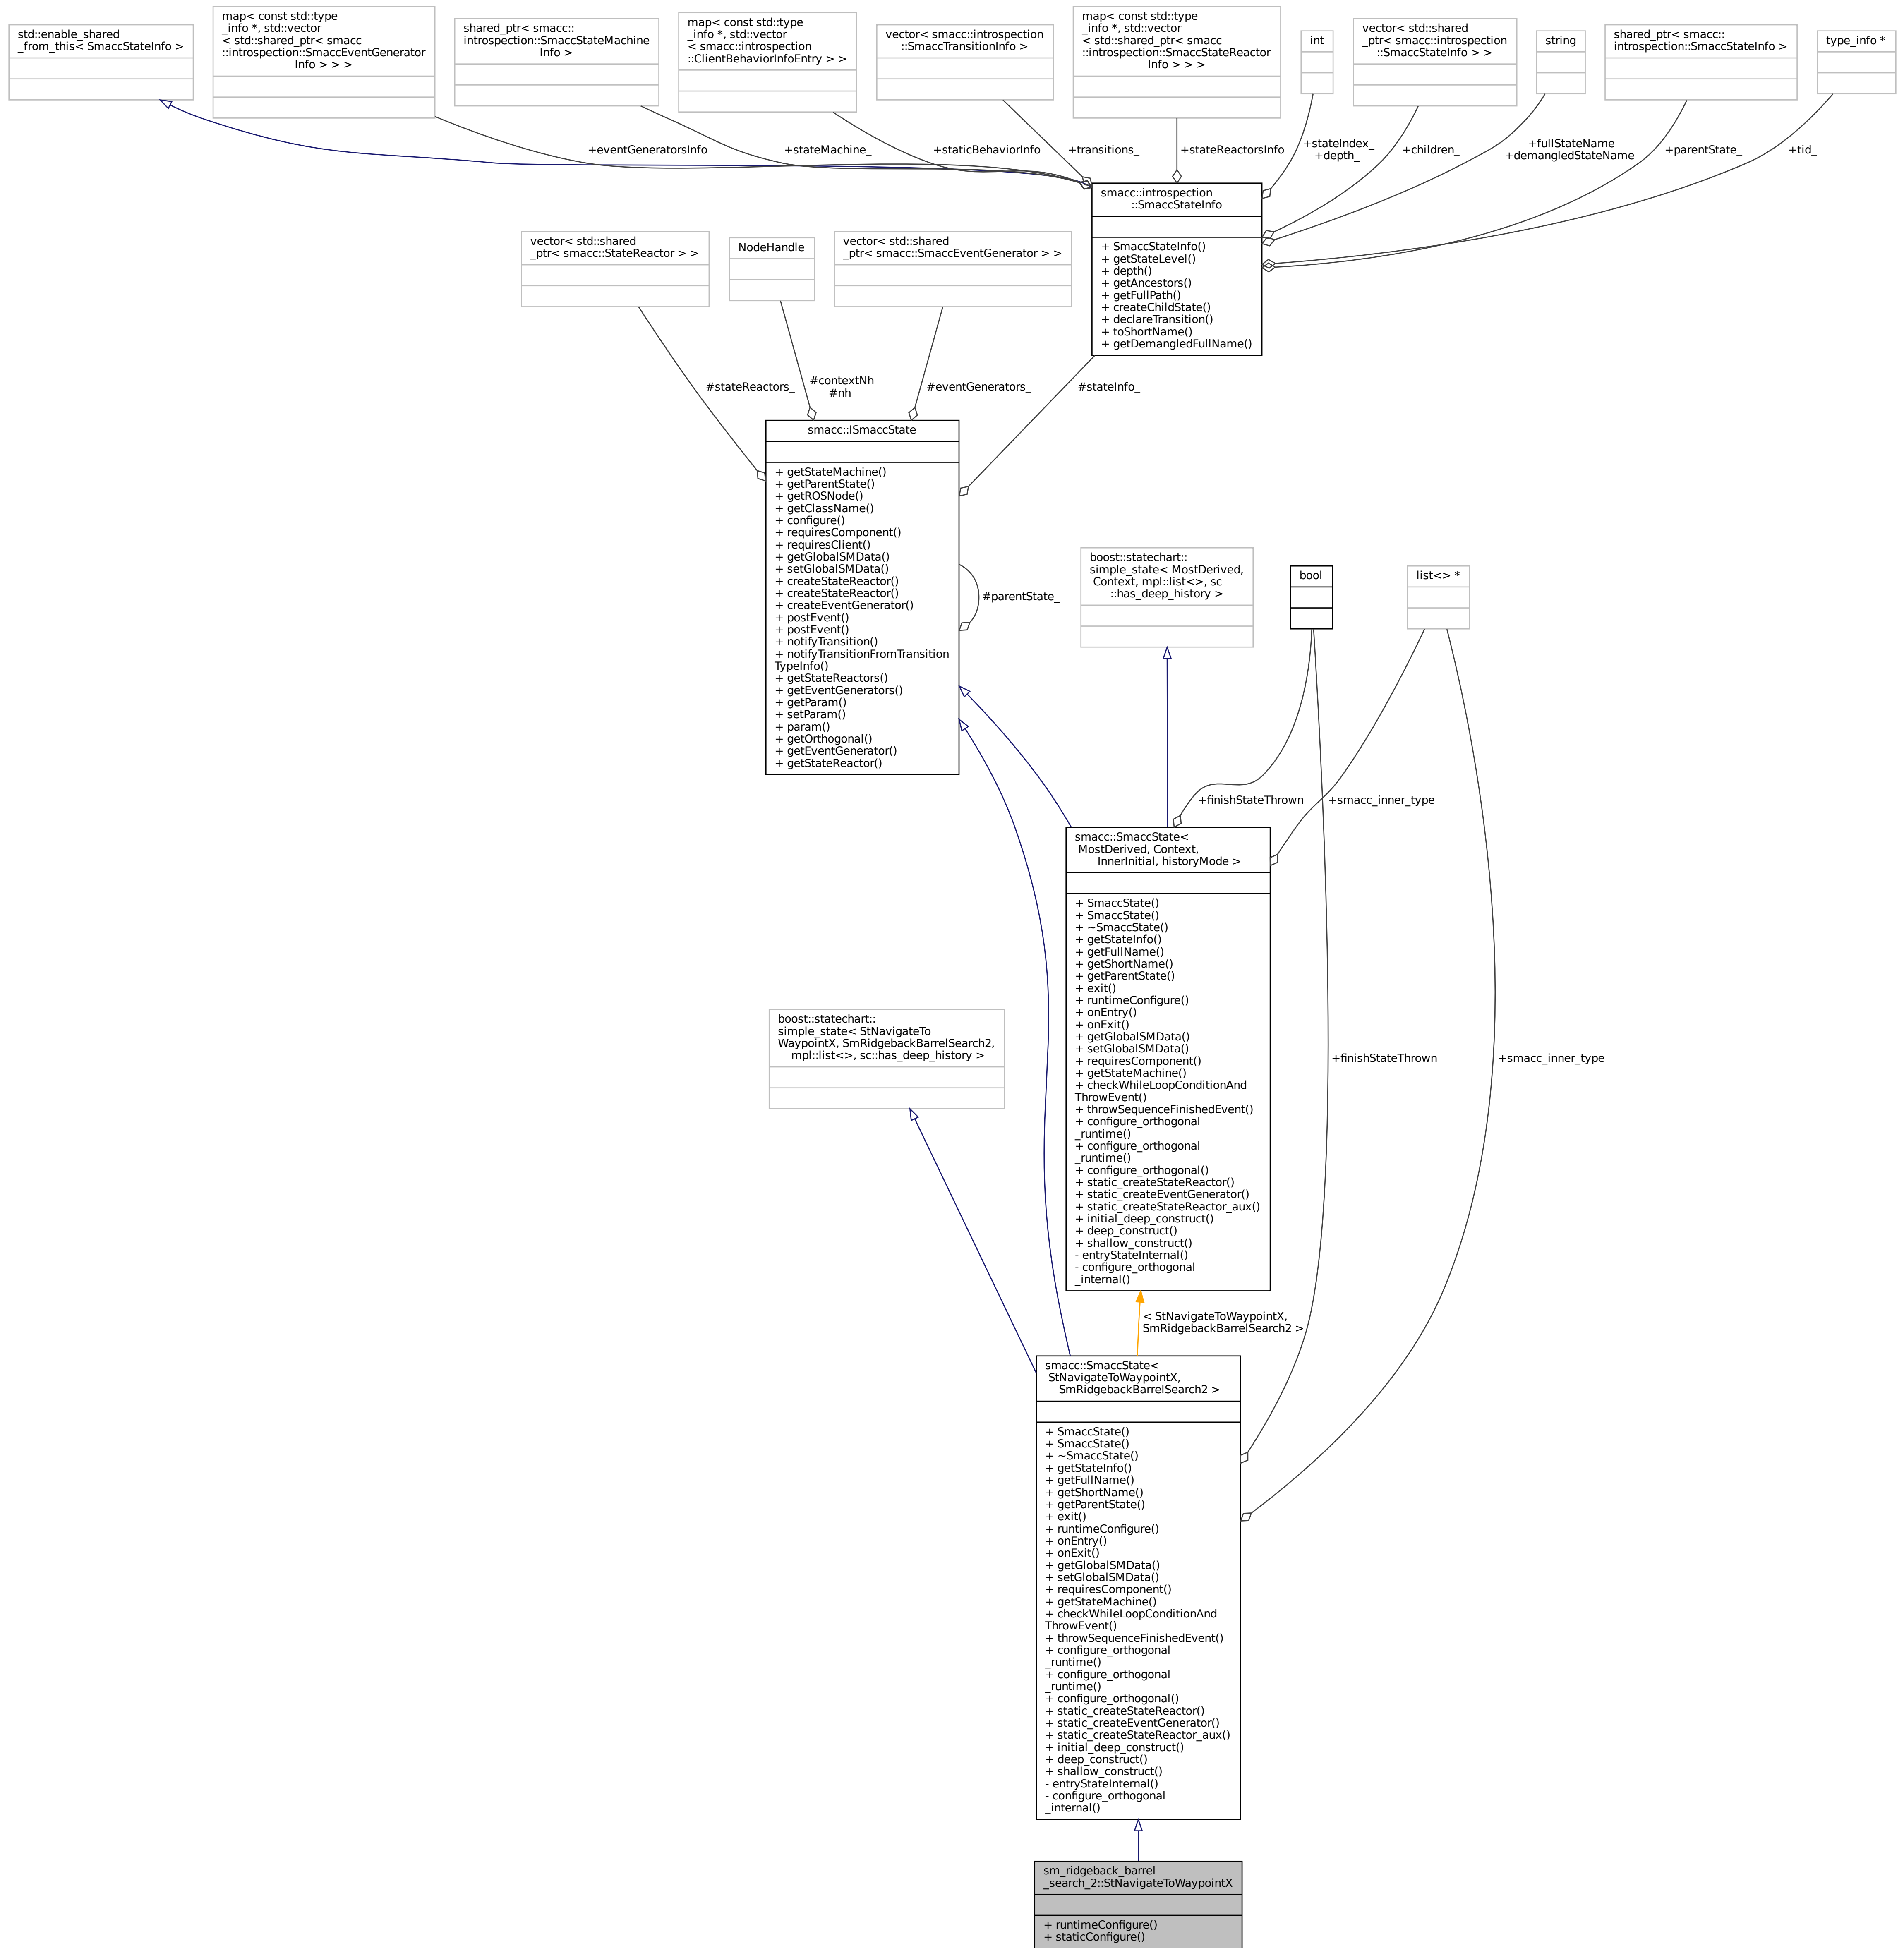 std::enable_shared
_from_this< SmaccStateInfo >
map< const std::type
_info *, std::vector
< std::shared_ptr< smacc
::introspection::SmaccEventGenerator
Info > > >
shared_ptr< smacc::
introspection::SmaccStateMachine
Info >
map< const std::type
_info *, std::vector
< smacc::introspection
::ClientBehaviorInfoEntry > >
vector< smacc::introspection
::SmaccTransitionInfo >
map< const std::type
_info *, std::vector
< std::shared_ptr< smacc
::introspection::SmaccStateReactor
Info > > >
int
vector< std::shared
_ptr< smacc::introspection
::SmaccStateInfo > >
string
shared_ptr< smacc::
introspection::SmaccStateInfo >
type_info *
+eventGeneratorsInfo
+stateMachine_
+staticBehaviorInfo
+transitions_
+stateReactorsInfo
+stateIndex_
+depth_
+children_
+fullStateName
+demangledStateName
+parentState_
+tid_
smacc::introspection
::SmaccStateInfo
+ SmaccStateInfo()
+ getStateLevel()
+ depth()
+ getAncestors()
+ getFullPath()
+ createChildState()
+ declareTransition()
+ toShortName()
+ getDemangledFullName()
vector< std::shared
_ptr< smacc::StateReactor > >
NodeHandle
vector< std::shared
_ptr< smacc::SmaccEventGenerator > >
#stateReactors_
#contextNh
#nh
#eventGenerators_
#stateInfo_
smacc::ISmaccState
+ getStateMachine()
+ getParentState()
+ getROSNode()
+ getClassName()
+ configure()
+ requiresComponent()
+ requiresClient()
+ getGlobalSMData()
+ setGlobalSMData()
+ createStateReactor()
+ createStateReactor()
+ createEventGenerator()
+ postEvent()
+ postEvent()
+ notifyTransition()
+ notifyTransitionFromTransition
TypeInfo()
+ getStateReactors()
+ getEventGenerators()
+ getParam()
+ setParam()
+ param()
+ getOrthogonal()
+ getEventGenerator()
+ getStateReactor()
#parentState_
boost::statechart::
simple_state< MostDerived,
Context, mpl::list<>, sc
::has_deep_history >
bool
list<> *
+finishStateThrown
+smacc_inner_type
smacc::SmaccState<
MostDerived, Context,
InnerInitial, historyMode >
+ SmaccState()
+ SmaccState()
+ ~SmaccState()
+ getStateInfo()
+ getFullName()
+ getShortName()
+ getParentState()
+ exit()
+ runtimeConfigure()
+ onEntry()
+ onExit()
+ getGlobalSMData()
+ setGlobalSMData()
+ requiresComponent()
+ getStateMachine()
+ checkWhileLoopConditionAnd
ThrowEvent()
+ throwSequenceFinishedEvent()
+ configure_orthogonal
_runtime()
+ configure_orthogonal
_runtime()
+ configure_orthogonal()
+ static_createStateReactor()
+ static_createEventGenerator()
+ static_createStateReactor_aux()
+ initial_deep_construct()
+ deep_construct()
+ shallow_construct()
- entryStateInternal()
- configure_orthogonal
_internal()
boost::statechart::
simple_state< StNavigateTo
WaypointX, SmRidgebackBarrelSearch2,
mpl::list<>, sc::has_deep_history >
+finishStateThrown
+smacc_inner_type
< StNavigateToWaypointX,
SmRidgebackBarrelSearch2 >
smacc::SmaccState<
StNavigateToWaypointX,
SmRidgebackBarrelSearch2 >
+ SmaccState()
+ SmaccState()
+ ~SmaccState()
+ getStateInfo()
+ getFullName()
+ getShortName()
+ getParentState()
+ exit()
+ runtimeConfigure()
+ onEntry()
+ onExit()
+ getGlobalSMData()
+ setGlobalSMData()
+ requiresComponent()
+ getStateMachine()
+ checkWhileLoopConditionAnd
ThrowEvent()
+ throwSequenceFinishedEvent()
+ configure_orthogonal
_runtime()
+ configure_orthogonal
_runtime()
+ configure_orthogonal()
+ static_createStateReactor()
+ static_createEventGenerator()
+ static_createStateReactor_aux()
+ initial_deep_construct()
+ deep_construct()
+ shallow_construct()
- entryStateInternal()
- configure_orthogonal
_internal()
sm_ridgeback_barrel
_search_2::StNavigateToWaypointX
+ runtimeConfigure()
+ staticConfigure()